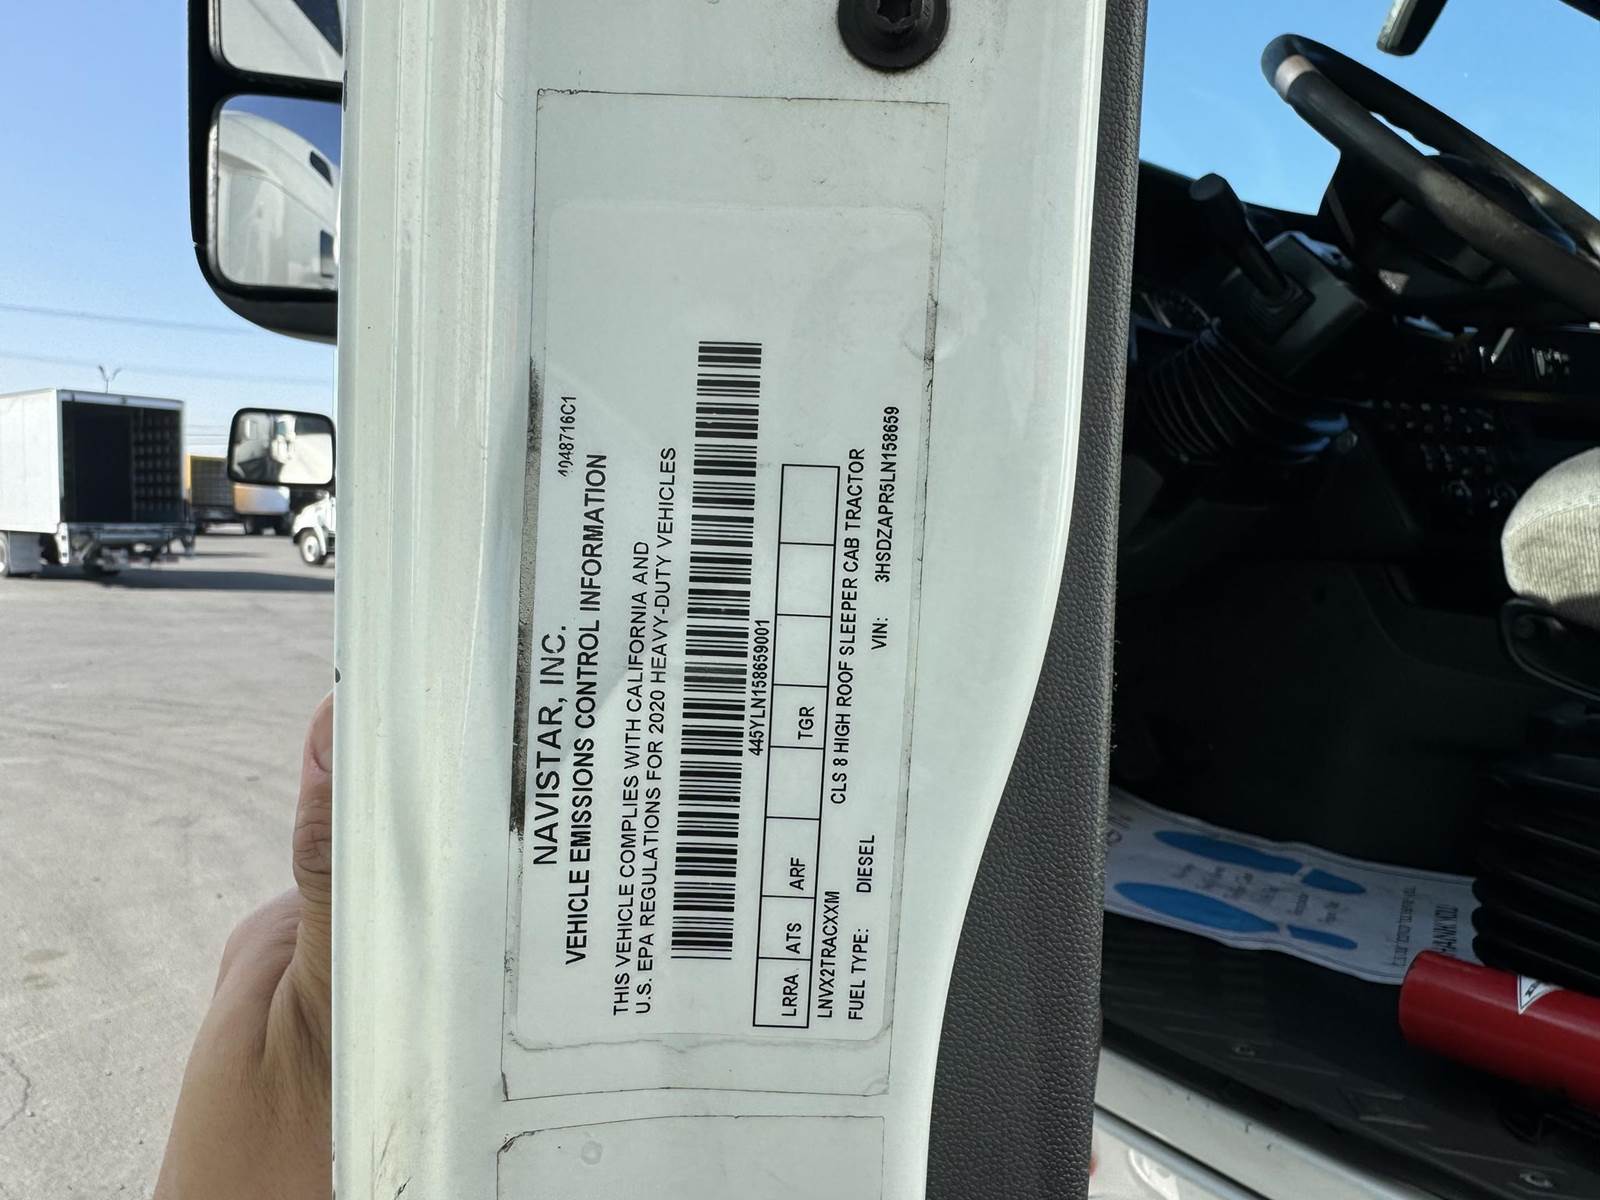 4048716C1
NAVISTAR, INC.
VEHICLE EMISSIONS CONTROL INFORMATION
THIS VEHICLE COMPLIES WITH CALIFORNIA AND
U.S. EPA REGULATIONS FOR 2020 HEAVY-DUTY VEHICLES
445YLN158659001
LRRA ATS ARF TGR
LNVX2TRACXXM
CLS 8 HIGH ROOF SLEEPER CAB TRACTOR
FUEL TYPE: DIESEL
VIN: 3HSDZAPR5LN158659
THANK YOU